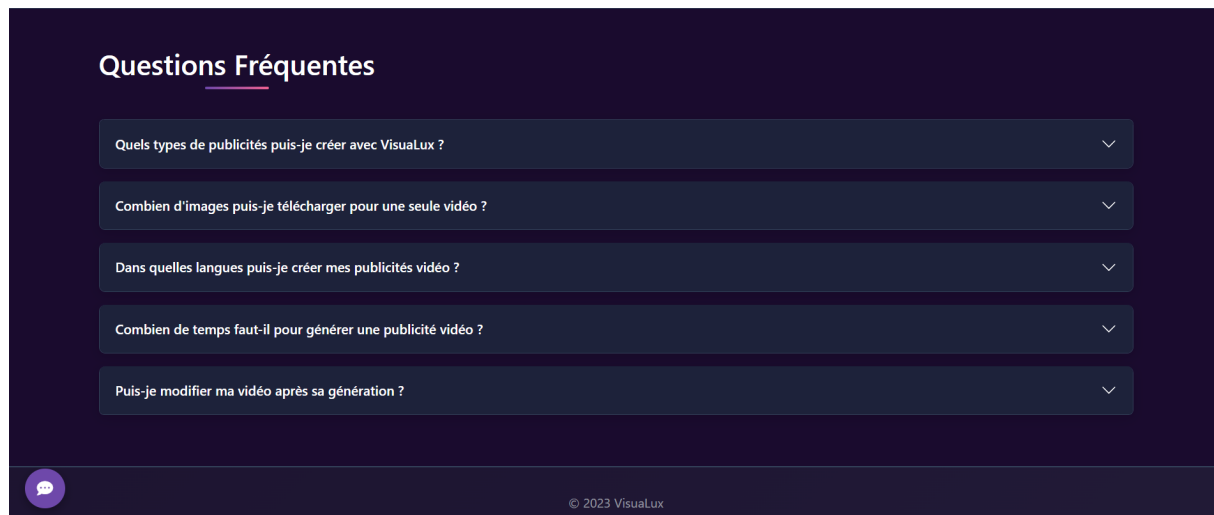 Questions Fréquentes
Quels types de publicités puis-je créer avec VisuaLux ?
Combien d'images puis-je télécharger pour une seule vidéo ?
Dans quelles langues puis-je créer mes publicités vidéo ?
Combien de temps faut-il pour générer une publicité vidéo ?
Puis-je modifier ma vidéo après sa génération ?
© 2023 VisuaLux